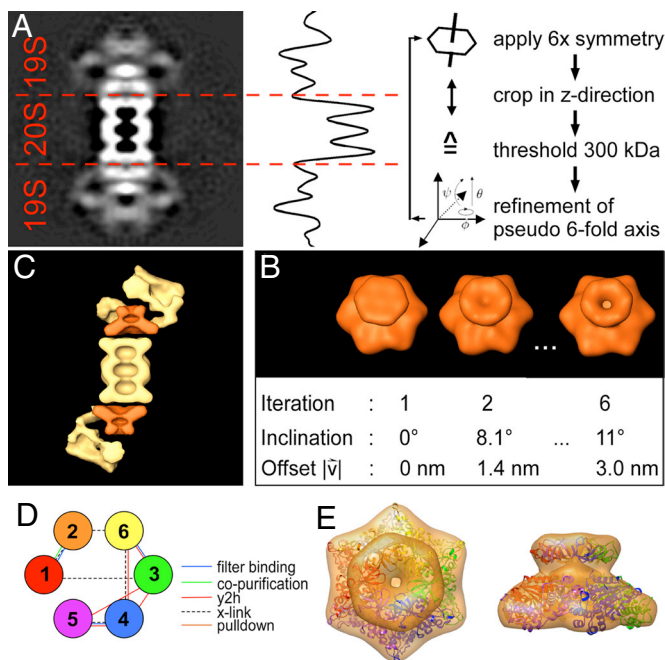 A
19S
20S
19S
apply 6x symmetry
crop in z-direction
≙
threshold 300 kDa
ψ
θ
ϕ
refinement of
pseudo 6-fold axis
C
B
...
Iteration : 1 2 6
Inclination : 0° 8.1° ... 11°
Offset |v⃗| : 0 nm 1.4 nm 3.0 nm
D
2
6
1
3
5
4
filter binding
co-purification
y2h
x-link
pulldown
E